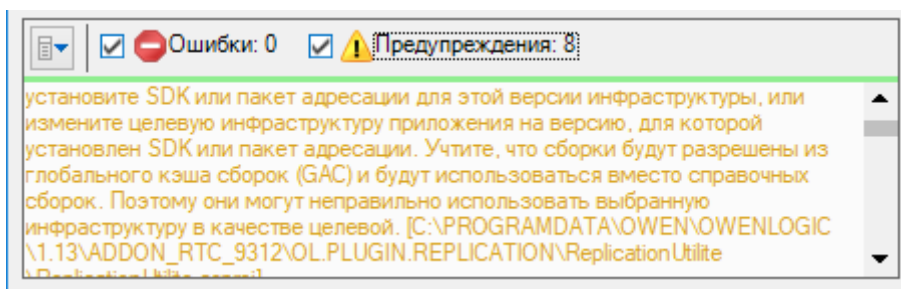 Ошибки: 0 Предупреждения: 8
установите SDK или пакет адресации для этой версии инфраструктуры, или
измените целевую инфраструктуру приложения на версию, для которой
установлен SDK или пакет адресации. Учтите, что сборки будут разрешены из
глобального кэша сборок (GAC) и будут использоваться вместо справочных
сборок. Поэтому они могут неправильно использовать выбранную
инфраструктуру в качестве целевой. [C:\PROGRAMDATA\OWEN\OWENLOGIC
\1.13\ADDON_RTC_9312\OL.PLUGIN.REPLICATION\ReplicationUtilite